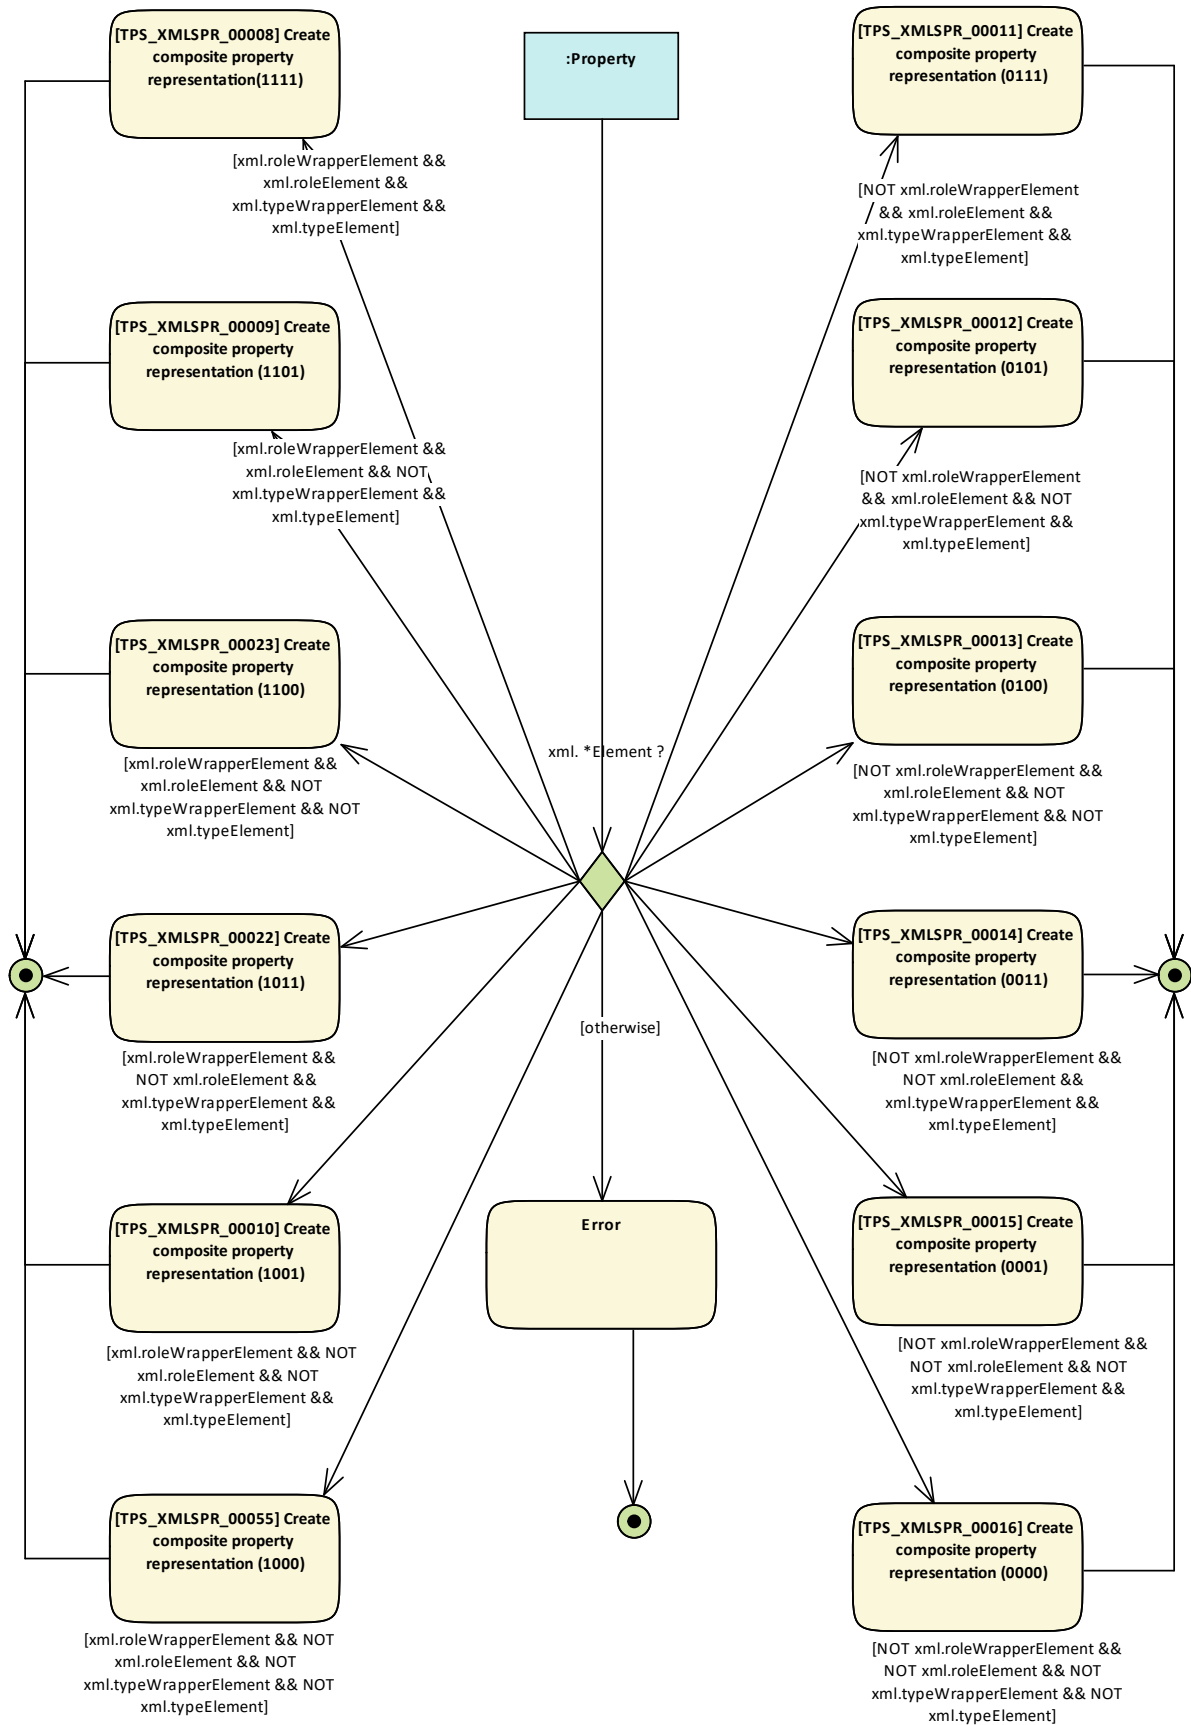 [TPS_XMLSPR_00008] Create
composite property
representation(1111)
[xml.roleWrapperElement &&
xml.roleElement &&
xml.typeWrapperElement &&
xml.typeElement]
[TPS_XMLSPR_00009] Create
composite property
representation (1101)
[xml.roleWrapperElement &&
xml.roleElement && NOT
xml.typeWrapperElement &&
xml.typeElement]
[TPS_XMLSPR_00023] Create
composite property
representation (1100)
[xml.roleWrapperElement &&
xml.roleElement && NOT
xml.typeWrapperElement && NOT
xml.typeElement]
[TPS_XMLSPR_00022] Create
composite property
representation (1011)
[xml.roleWrapperElement &&
NOT xml.roleElement &&
xml.typeWrapperElement &&
xml.typeElement]
[TPS_XMLSPR_00010] Create
composite property
representation (1001)
[xml.roleWrapperElement && NOT
xml.roleElement && NOT
xml.typeWrapperElement &&
xml.typeElement]
[TPS_XMLSPR_00055] Create
composite property
representation (1000)
[xml.roleWrapperElement && NOT
xml.roleElement && NOT
xml.typeWrapperElement && NOT
xml.typeElement]
:Property
xml. *Element ?
[otherwise]
Error
[TPS_XMLSPR_00011] Create
composite property
representation (0111)
[NOT xml.roleWrapperElement
&& xml.roleElement &&
xml.typeWrapperElement &&
xml.typeElement]
[TPS_XMLSPR_00012] Create
composite property
representation (0101)
[NOT xml.roleWrapperElement
&& xml.roleElement && NOT
xml.typeWrapperElement &&
xml.typeElement]
[TPS_XMLSPR_00013] Create
composite property
representation (0100)
[NOT xml.roleWrapperElement &&
xml.roleElement && NOT
xml.typeWrapperElement && NOT
xml.typeElement]
[TPS_XMLSPR_00014] Create
composite property
representation (0011)
[NOT xml.roleWrapperElement &&
NOT xml.roleElement &&
xml.typeWrapperElement &&
xml.typeElement]
[TPS_XMLSPR_00015] Create
composite property
representation (0001)
[NOT xml.roleWrapperElement &&
NOT xml.roleElement && NOT
xml.typeWrapperElement &&
xml.typeElement]
[TPS_XMLSPR_00016] Create
composite property
representation (0000)
[NOT xml.roleWrapperElement &&
NOT xml.roleElement && NOT
xml.typeWrapperElement && NOT
xml.typeElement]